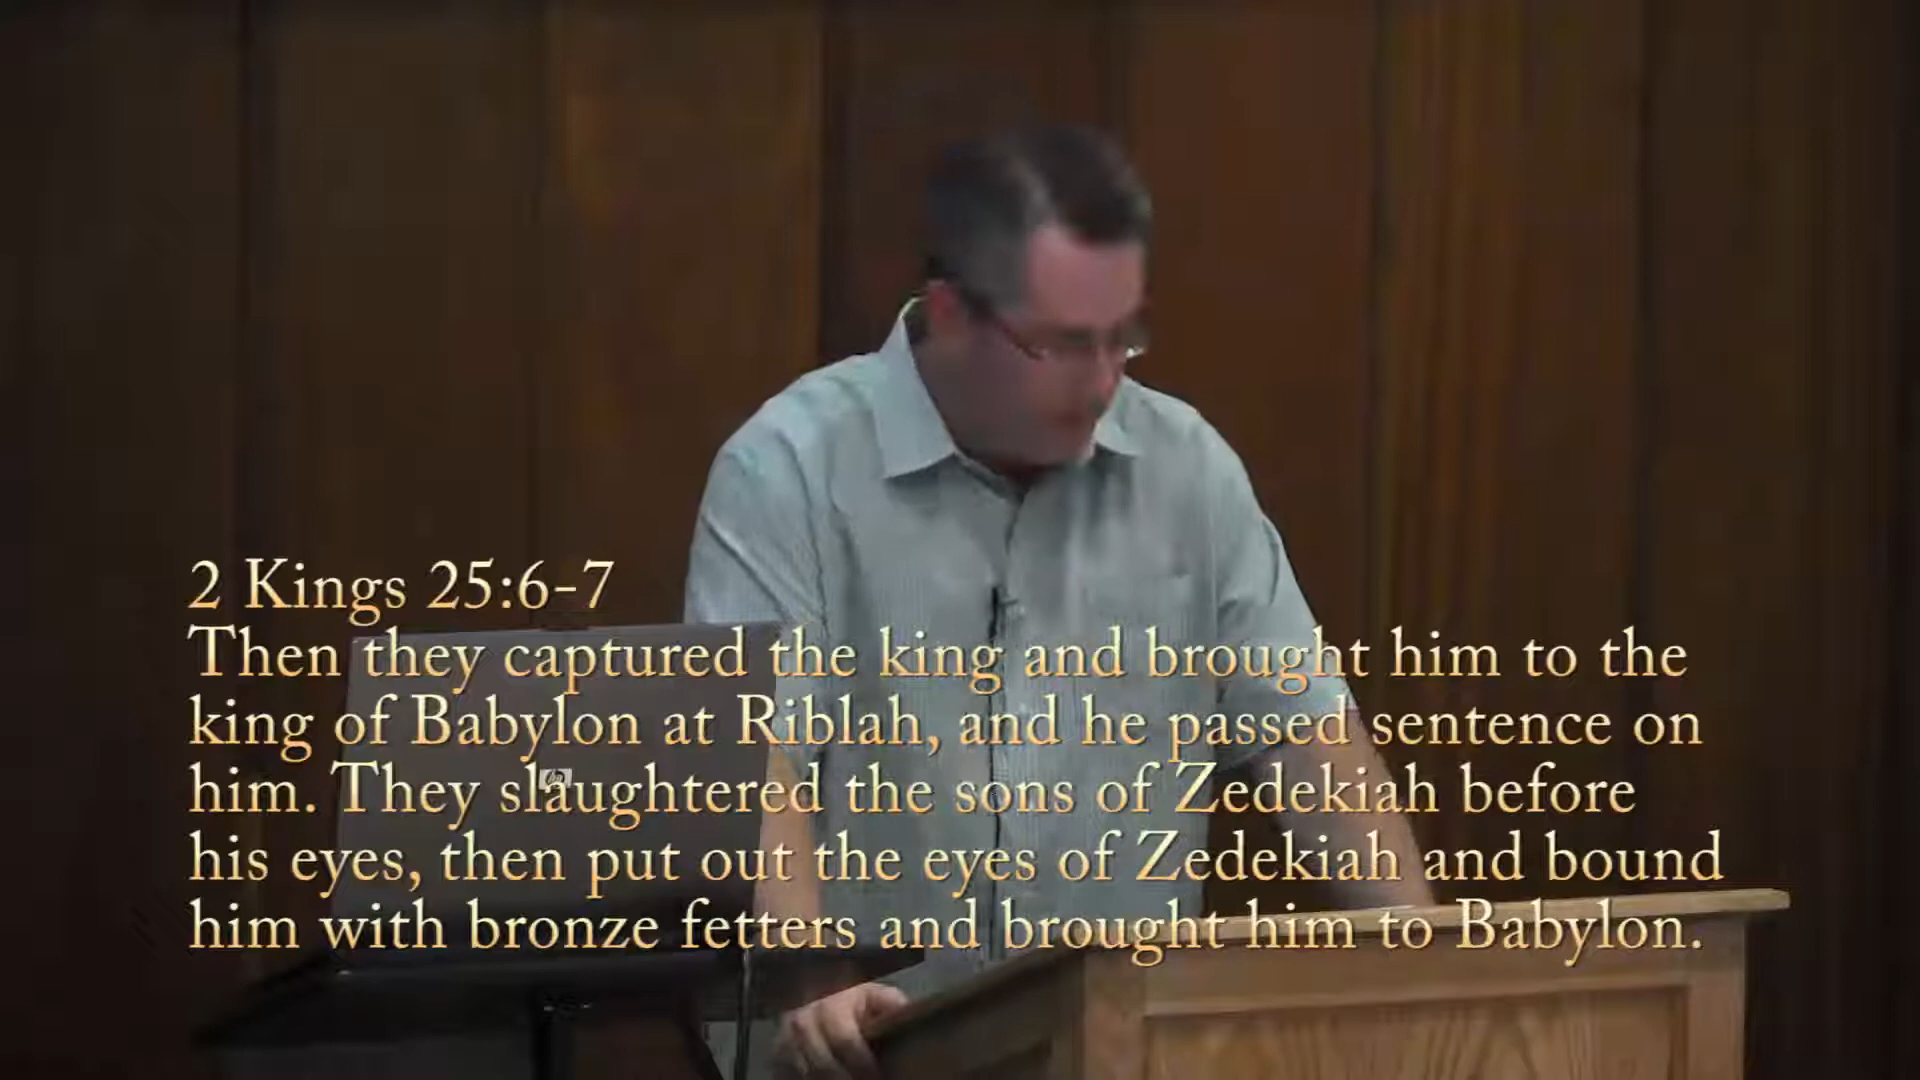 2 Kings 25:6-7
Then they captured the king and brought him to the
king of Babylon at Riblah, and he passed sentence on
him. They slaughtered the sons of Zedekiah before
his eyes, then put out the eyes of Zedekiah and bound
him with bronze fetters and brought him to Babylon.
hp